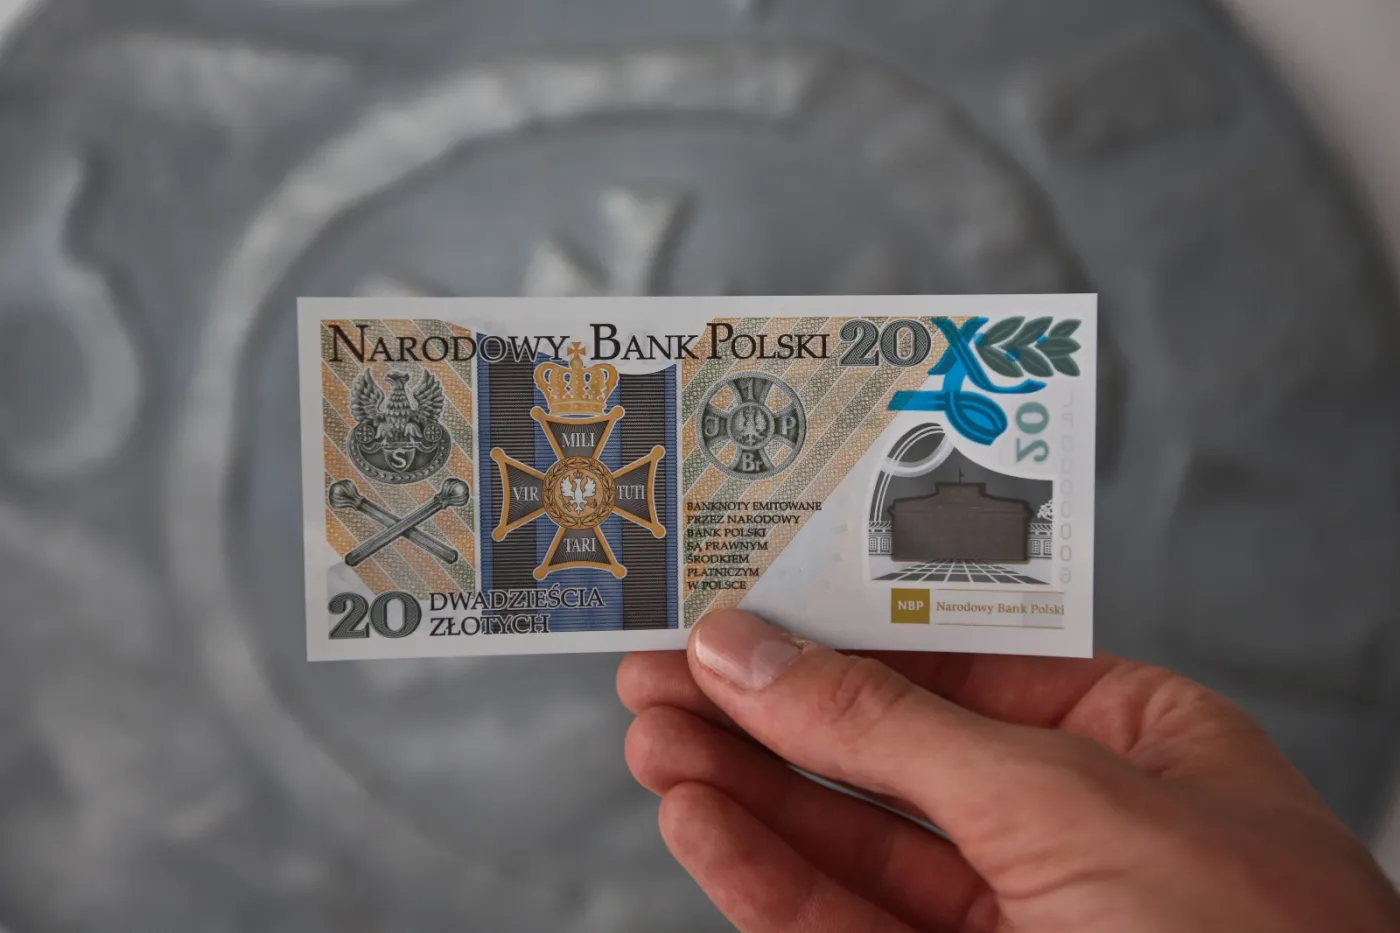 NARODOWY BANK POLSKI 20
S
1
J P
Br
MILI
VIR TUTI
TARI
BANKNOTY EMITOWANE
PRZEZ NARODOWY
BANK POLSKI
SĄ PRAWNYM
ŚRODKIEM
PŁATNICZYM
W POLSCE
20 DWADZIEŚCIA
ZŁOTYCH
20
NBP Narodowy Bank Polski